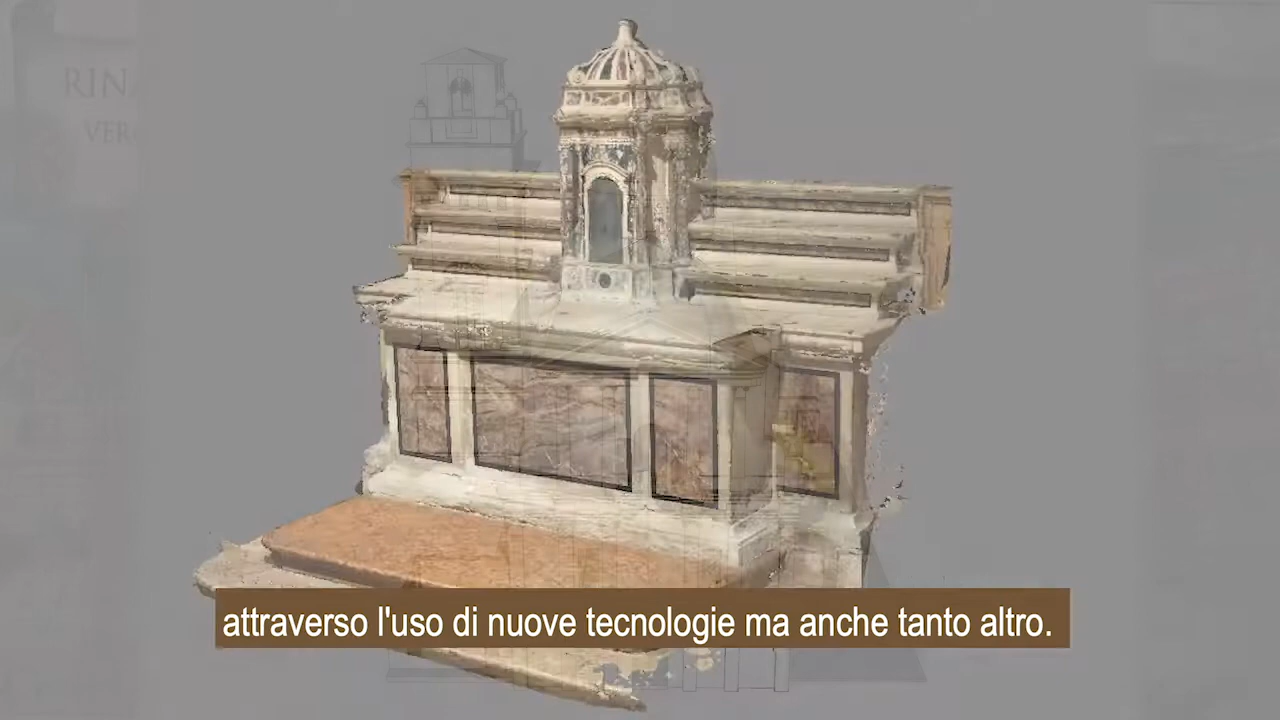 attraverso l'uso di nuove tecnologie ma anche tanto altro.